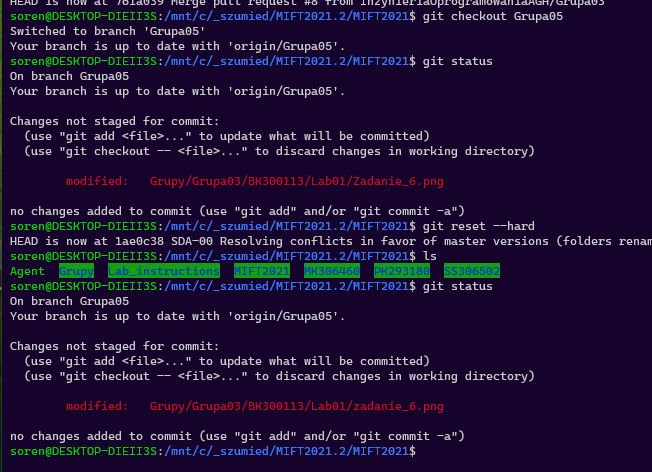 HEAD is now at 761a039 Merge pull request #8 from InzynieriaOprogramowaniaAGH/Grupa03
soren@DESKTOP-DIEII3S:/mnt/c/_szumied/MIFT2021.2/MIFT2021$ git checkout Grupa05
Switched to branch 'Grupa05'
Your branch is up to date with 'origin/Grupa05'.
soren@DESKTOP-DIEII3S:/mnt/c/_szumied/MIFT2021.2/MIFT2021$ git status
On branch Grupa05
Your branch is up to date with 'origin/Grupa05'.

Changes not staged for commit:
  (use "git add <file>..." to update what will be committed)
  (use "git checkout -- <file>..." to discard changes in working directory)

        modified:   Grupy/Grupa03/BK300113/Lab01/Zadanie_6.png

no changes added to commit (use "git add" and/or "git commit -a")
soren@DESKTOP-DIEII3S:/mnt/c/_szumied/MIFT2021.2/MIFT2021$ git reset --hard
HEAD is now at 1ae0c38 SDA-00 Resolving conflicts in favor of master versions (folders renam
soren@DESKTOP-DIEII3S:/mnt/c/_szumied/MIFT2021.2/MIFT2021$ ls
Agent  Grupy  Lab_instructions  MIFT2021  MK306460  PK293180  SS306502
soren@DESKTOP-DIEII3S:/mnt/c/_szumied/MIFT2021.2/MIFT2021$ git status
On branch Grupa05
Your branch is up to date with 'origin/Grupa05'.

Changes not staged for commit:
  (use "git add <file>..." to update what will be committed)
  (use "git checkout -- <file>..." to discard changes in working directory)

        modified:   Grupy/Grupa03/BK300113/Lab01/zadanie_6.png

no changes added to commit (use "git add" and/or "git commit -a")
soren@DESKTOP-DIEII3S:/mnt/c/_szumied/MIFT2021.2/MIFT2021$